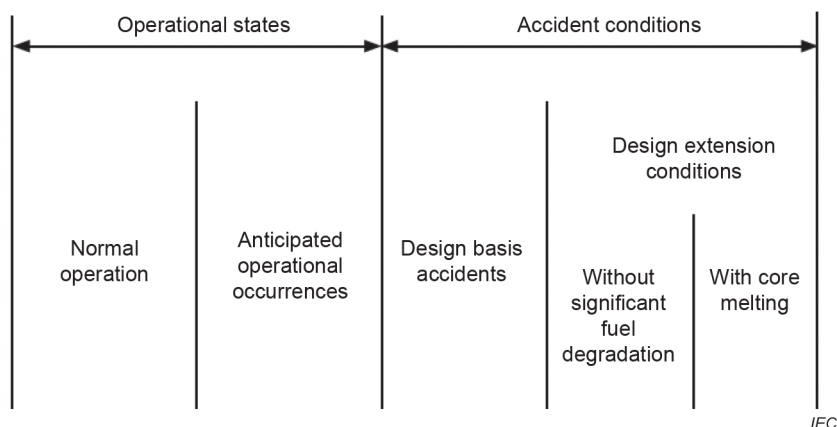 Operational states
Accident conditions
Normal
operation
Anticipated
operational
occurrences
Design basis
accidents
Design extension
conditions
Without
significant
fuel
degradation
With core
melting
IEC